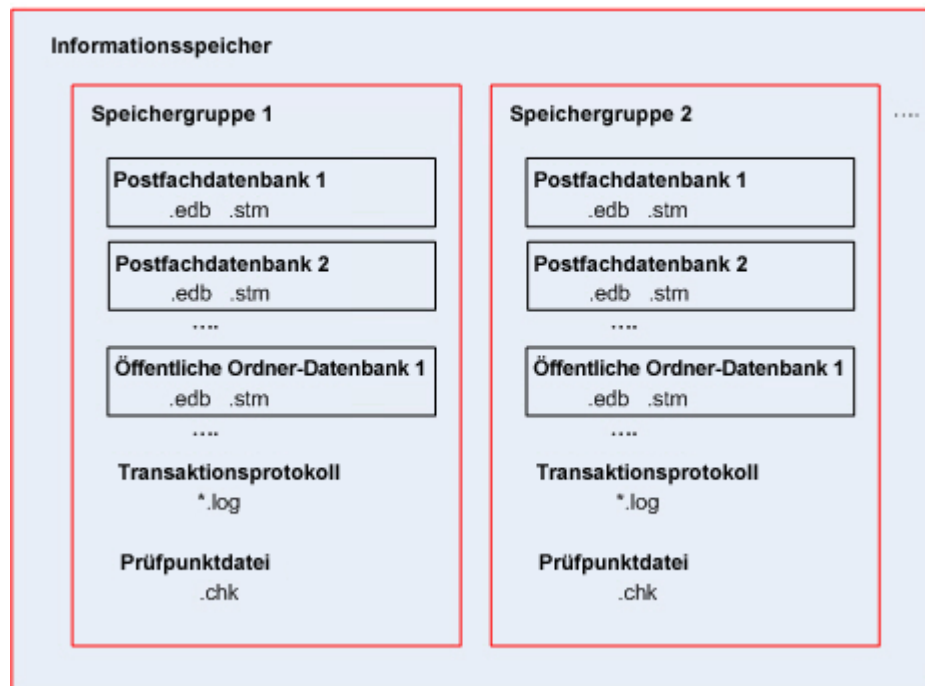 Informationsspeicher
Speichergruppe 1
Postfachdatenbank 1
.edb .stm
Postfachdatenbank 2
.edb .stm
....
Öffentliche Ordner-Datenbank 1
.edb .stm
....
Transaktionsprotokoll
*.log
Prüfpunktdatei
.chk
Speichergruppe 2
Postfachdatenbank 1
.edb .stm
Postfachdatenbank 2
.edb .stm
....
Öffentliche Ordner-Datenbank 1
.edb .stm
....
Transaktionsprotokoll
*.log
Prüfpunktdatei
.chk
....